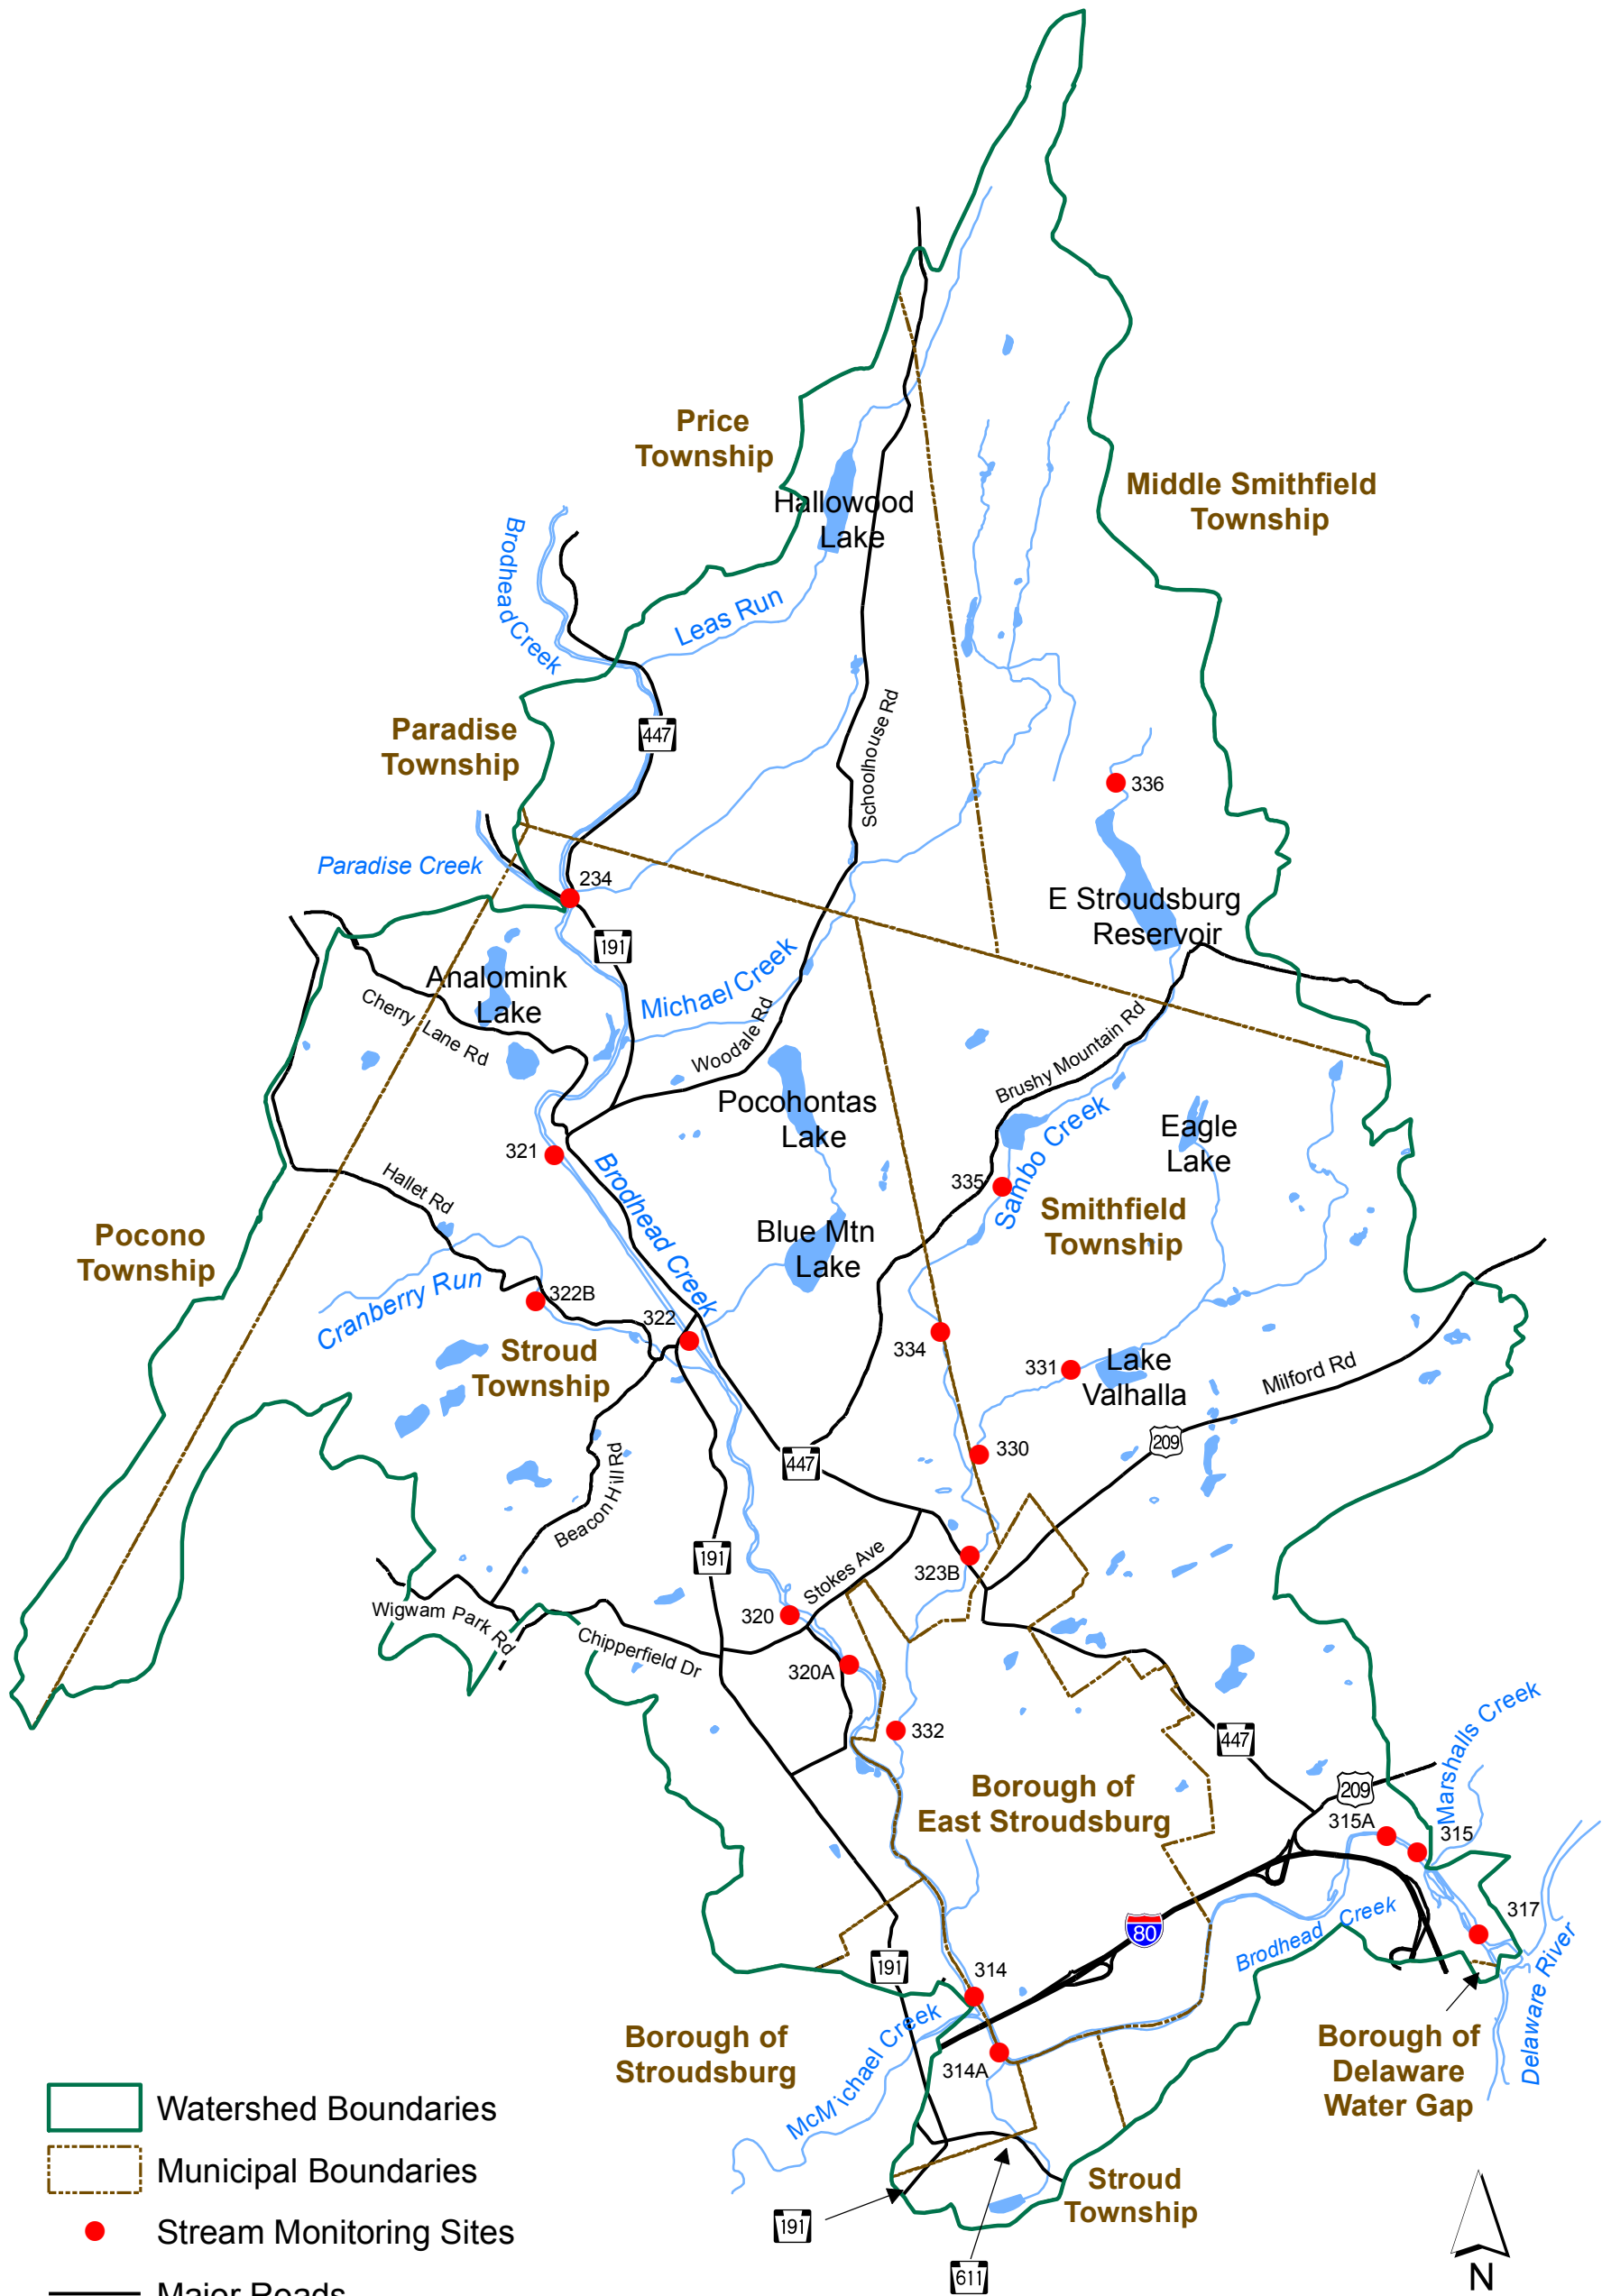 Price
Township
Hallowood
Lake
Middle Smithfield
Township
Brodhead Creek
Leas Run
Schoolhouse Rd
447
Paradise
Township
336
Paradise Creek
234
E Stroudsburg
Reservoir
191
Michael Creek
Analomink
Lake
Cherry Lane Rd
Woodale Rd
Brushy Mountain Rd
Pocohontas
Lake
Sambo Creek
Eagle
Lake
321
Brodhead Creek
335
Hallet Rd
Smithfield
Township
Pocono
Township
Blue Mtn
Lake
Cranberry Run
322B
322
Stroud
Township
334
331
Lake
Valhalla
Milford Rd
209
330
447
Beacon Hill Rd
191
Stokes Ave
323B
Wigwam Park Rd
320
Chipperfield Dr
320A
332
447
Marshalls Creek
Borough of
East Stroudsburg
209
315A
315
317
80
Brodhead Creek
191
314
Delaware River
Borough of
Stroudsburg
McMichael Creek
314A
Borough of
Delaware
Water Gap
Stroud
Township
191
611
N
Watershed Boundaries
Municipal Boundaries
Stream Monitoring Sites
Major Roads